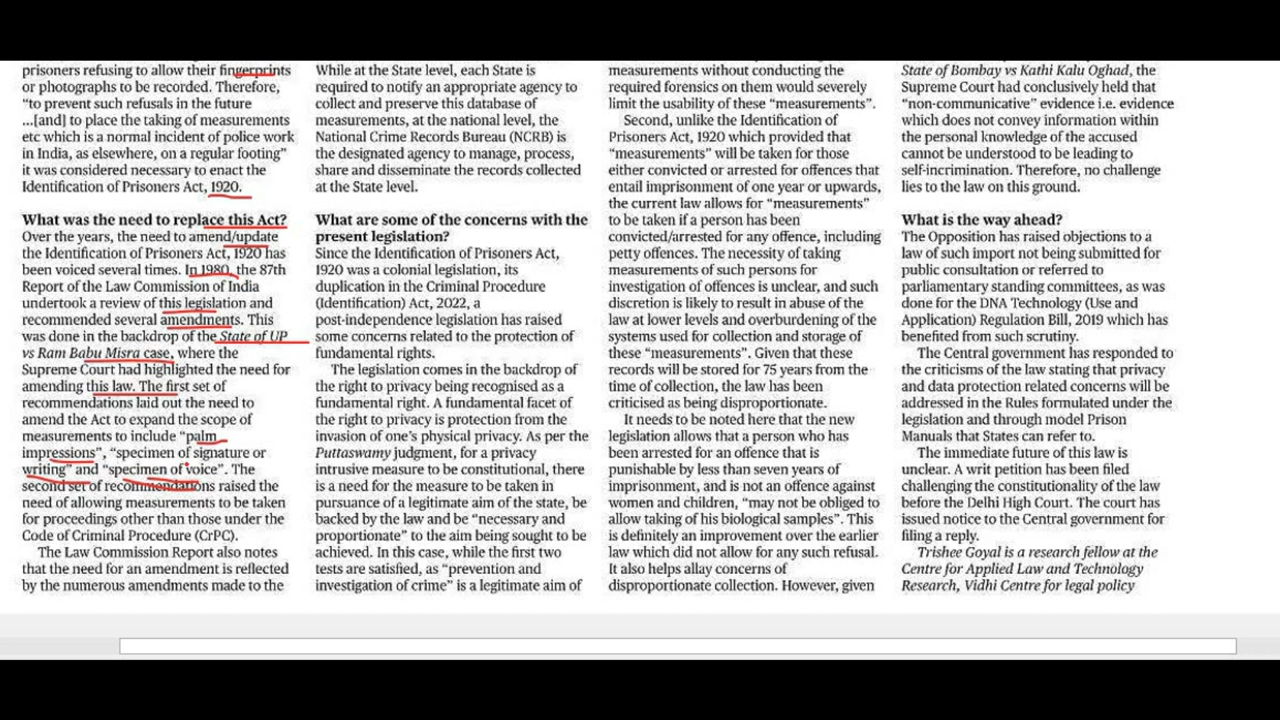 prisoners refusing to allow their fingerprints
or photographs to be recorded. Therefore,
“to prevent such refusals in the future
...[and] to place the taking of measurements
etc which is a normal incident of police work
in India, as elsewhere, on a regular footing”
it was considered necessary to enact the
Identification of Prisoners Act, 1920.
What was the need to replace this Act?
Over the years, the need to amend/update
the Identification of Prisoners Act, 1920 has
been voiced several times. In 1980, the 87th
Report of the Law Commission of India
undertook a review of this legislation and
recommended several amendments. This
was done in the backdrop of the State of UP
vs Ram Babu Misra case, where the
Supreme Court had highlighted the need for
amending this law. The first set of
recommendations laid out the need to
amend the Act to expand the scope of
measurements to include “palm
impressions”, “specimen of signature or
writing” and “specimen of voice”. The
second set of recommendations raised the
need of allowing measurements to be taken
for proceedings other than those under the
Code of Criminal Procedure (CrPC).
The Law Commission Report also notes
that the need for an amendment is reflected
by the numerous amendments made to the
While at the State level, each State is
required to notify an appropriate agency to
collect and preserve this database of
measurements, at the national level, the
National Crime Records Bureau (NCRB) is
the designated agency to manage, process,
share and disseminate the records collected
at the State level.
What are some of the concerns with the
present legislation?
Since the Identification of Prisoners Act,
1920 was a colonial legislation, its
duplication in the Criminal Procedure
(Identification) Act, 2022, a
post-independence legislation has raised
some concerns related to the protection of
fundamental rights.
The legislation comes in the backdrop of
the right to privacy being recognised as a
fundamental right. A fundamental facet of
the right to privacy is protection from the
invasion of one’s physical privacy. As per the
Puttaswamy judgment, for a privacy
intrusive measure to be constitutional, there
is a need for the measure to be taken in
pursuance of a legitimate aim of the state, be
backed by the law and be “necessary and
proportionate” to the aim being sought to be
achieved. In this case, while the first two
tests are satisfied, as “prevention and
investigation of crime” is a legitimate aim of
measurements without conducting the
required forensics on them would severely
limit the usability of these “measurements”.
Second, unlike the Identification of
Prisoners Act, 1920 which provided that
“measurements” will be taken for those
either convicted or arrested for offences that
entail imprisonment of one year or upwards,
the current law allows for “measurements”
to be taken if a person has been
convicted/arrested for any offence, including
petty offences. The necessity of taking
measurements of such persons for
investigation of offences is unclear, and such
discretion is likely to result in abuse of the
law at lower levels and overburdening of the
systems used for collection and storage of
these “measurements”. Given that these
records will be stored for 75 years from the
time of collection, the law has been
criticised as being disproportionate.
It needs to be noted here that the new
legislation allows that a person who has
been arrested for an offence that is
punishable by less than seven years of
imprisonment, and is not an offence against
women and children, “may not be obliged to
allow taking of his biological samples”. This
is definitely an improvement over the earlier
law which did not allow for any such refusal.
It also helps allay concerns of
disproportionate collection. However, given
State of Bombay vs Kathi Kalu Oghad, the
Supreme Court had conclusively held that
“non-communicative” evidence i.e. evidence
which does not convey information within
the personal knowledge of the accused
cannot be understood to be leading to
self-incrimination. Therefore, no challenge
lies to the law on this ground.
What is the way ahead?
The Opposition has raised objections to a
law of such import not being submitted for
public consultation or referred to
parliamentary standing committees, as was
done for the DNA Technology (Use and
Application) Regulation Bill, 2019 which has
benefited from such scrutiny.
The Central government has responded to
the criticisms of the law stating that privacy
and data protection related concerns will be
addressed in the Rules formulated under the
legislation and through model Prison
Manuals that States can refer to.
The immediate future of this law is
unclear. A writ petition has been filed
challenging the constitutionality of the law
before the Delhi High Court. The court has
issued notice to the Central government for
filing a reply.
Trishee Goyal is a research fellow at the
Centre for Applied Law and Technology
Research, Vidhi Centre for legal policy